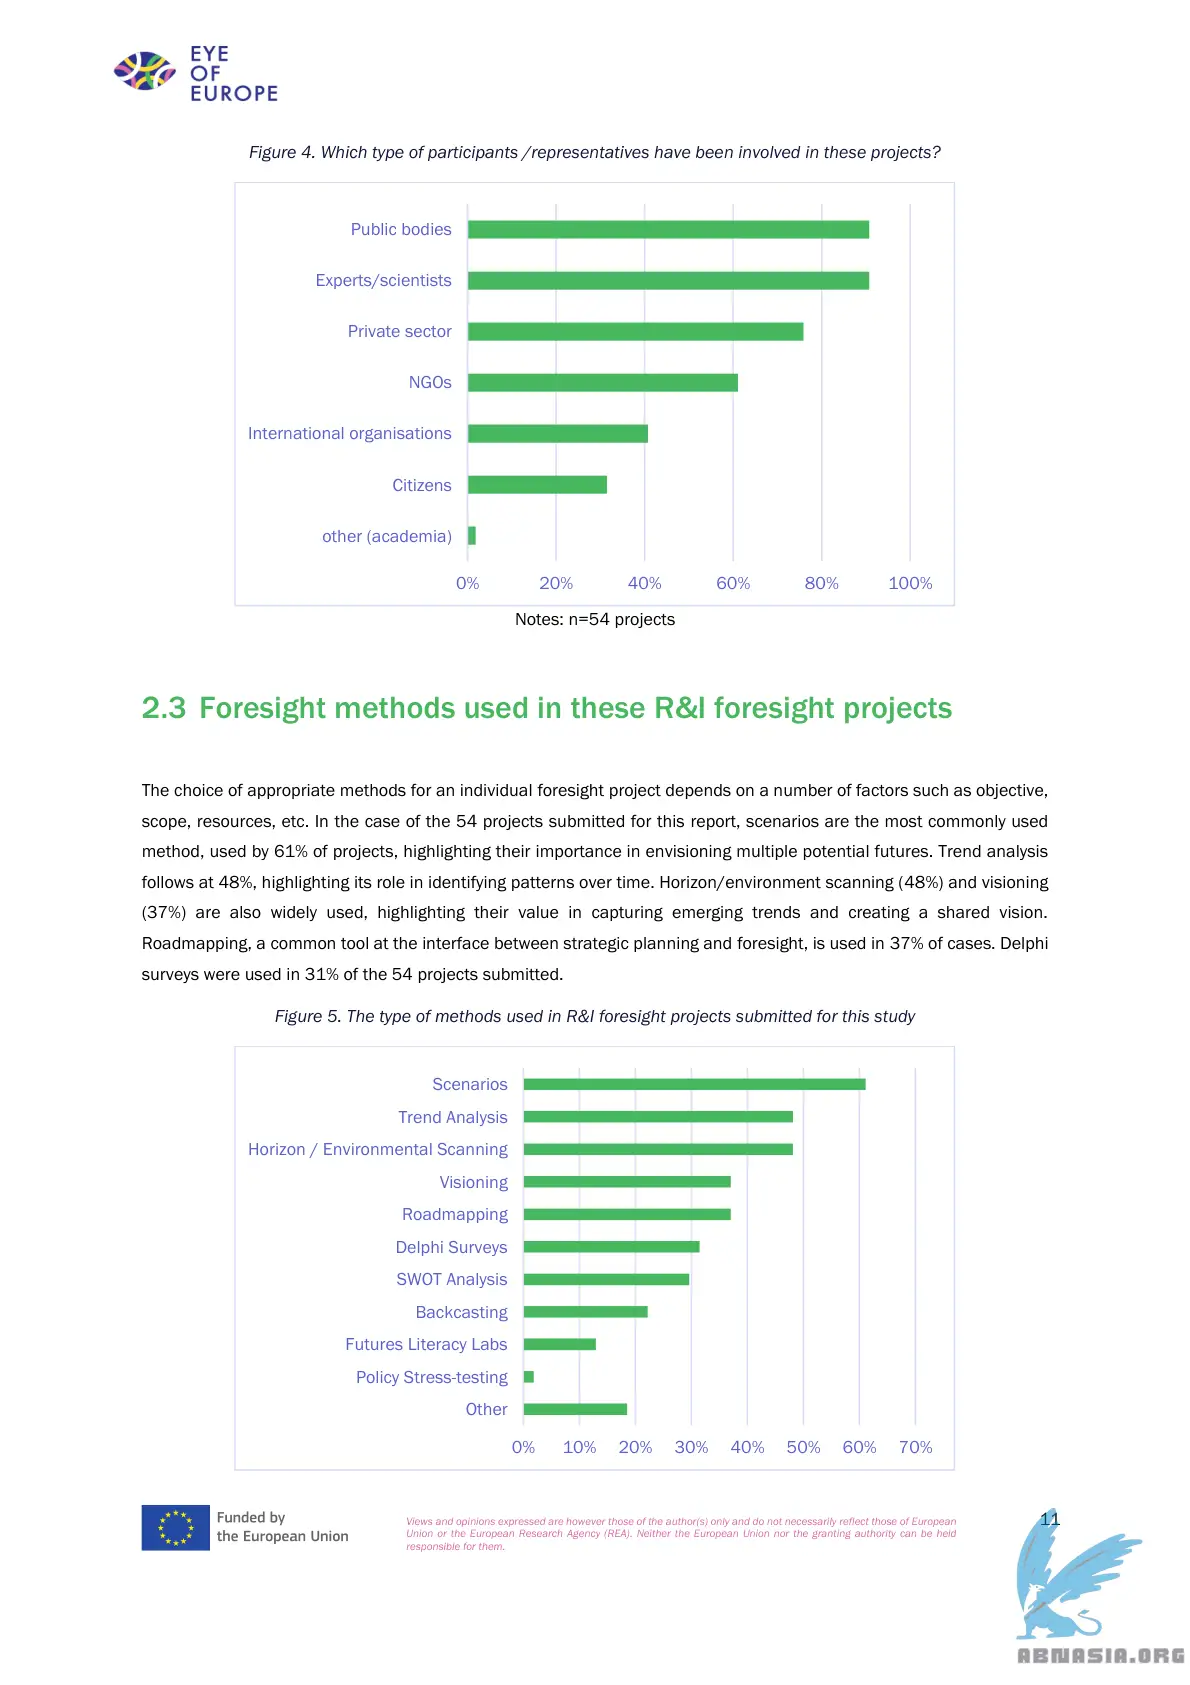 EYE
OF
EUROPE
Figure 4. Which type of participants /representatives have been involved in these projects?
Public bodies
Experts/scientists
Private sector
NGOs
International organisations
Citizens
other (academia)
0% 20% 40% 60% 80% 100%
Notes: n=54 projects
2.3 Foresight methods used in these R&I foresight projects
The choice of appropriate methods for an individual foresight project depends on a number of factors such as objective,
scope, resources, etc. In the case of the 54 projects submitted for this report, scenarios are the most commonly used
method, used by 61% of projects, highlighting their importance in envisioning multiple potential futures. Trend analysis
follows at 48%, highlighting its role in identifying patterns over time. Horizon/environment scanning (48%) and visioning
(37%) are also widely used, highlighting their value in capturing emerging trends and creating a shared vision.
Roadmapping, a common tool at the interface between strategic planning and foresight, is used in 37% of cases. Delphi
surveys were used in 31% of the 54 projects submitted.
Figure 5. The type of methods used in R&I foresight projects submitted for this study
Scenarios
Trend Analysis
Horizon / Environmental Scanning
Visioning
Roadmapping
Delphi Surveys
SWOT Analysis
Backcasting
Futures Literacy Labs
Policy Stress-testing
Other
0% 10% 20% 30% 40% 50% 60% 70%
Funded by
the European Union
Views and opinions expressed are however those of the author(s) only and do not necessarily reflect those of European
Union or the European Research Agency (REA). Neither the European Union nor the granting authority can be held
responsible for them.
11
ABNASIA.ORG